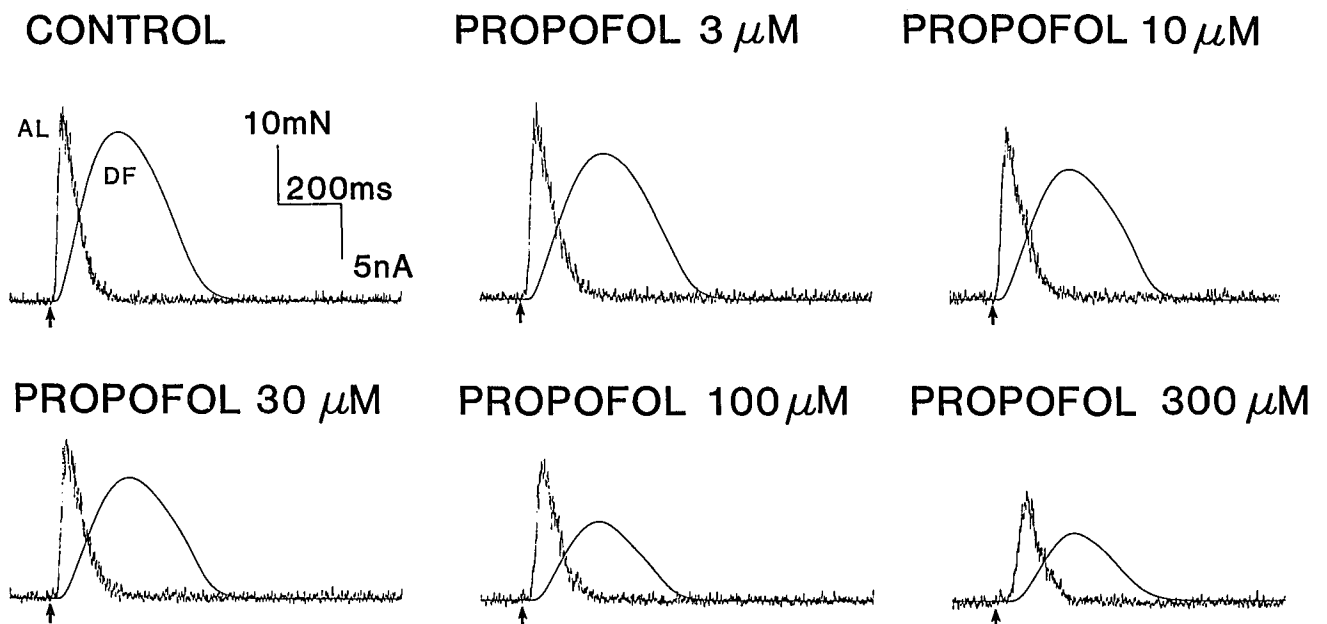 CONTROL
PROPOFOL 3 μM
PROPOFOL 10 μM
AL
DF
10mN
200ms
5nA
PROPOFOL 30 μM
PROPOFOL 100 μM
PROPOFOL 300 μM